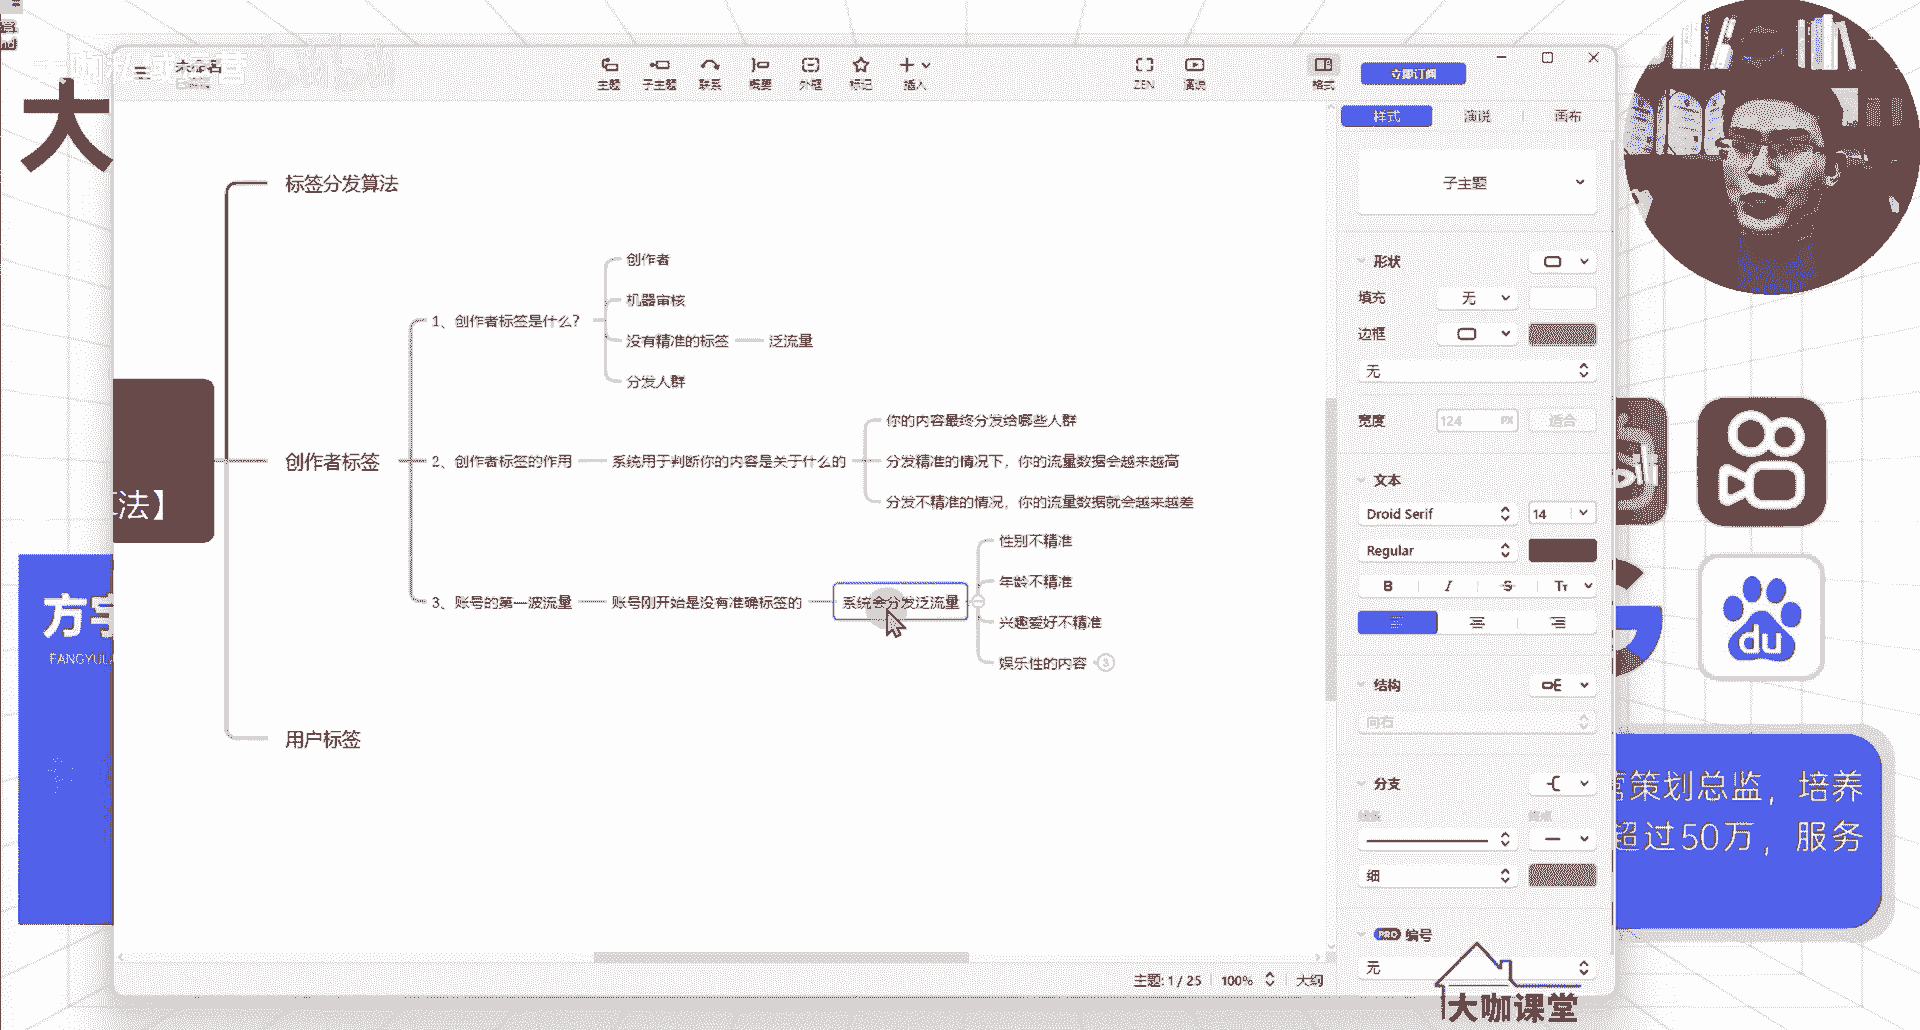 大
未命名
主题
子主题
联系
概要
外框
标记
插入
ZEN
演说
格式
立即订阅
样式
演说
画布
标签分发算法
创作者
机器审核
1、创作者标签是什么?
没有精准的标签
泛流量
分发人群
你的内容最终分发给哪些人群
创作者标签
2、创作者标签的作用
系统用于判断你的内容是关于什么的
分发精准的情况下，你的流量数据会越来越高
分发不精准的情况，你的流量数据就会越来越差
性别不精准
年龄不精准
3、账号的第一波流量
账号刚开始是没有准确标签的
系统会分发泛流量
兴趣爱好不精准
娱乐性的内容
3
用户标签
算法】
子主题
形状
填充
无
边框
无
宽度
124
PX
适合
文本
Droid Serif
14
Regular
B
I
S
Tт
结构
向右
分支
细
PRO 编号
无
主题: 1 / 25
100%
大纲
大咖课堂
方宇
FANGYUL
du
营策划总监，培养
超过50万，服务